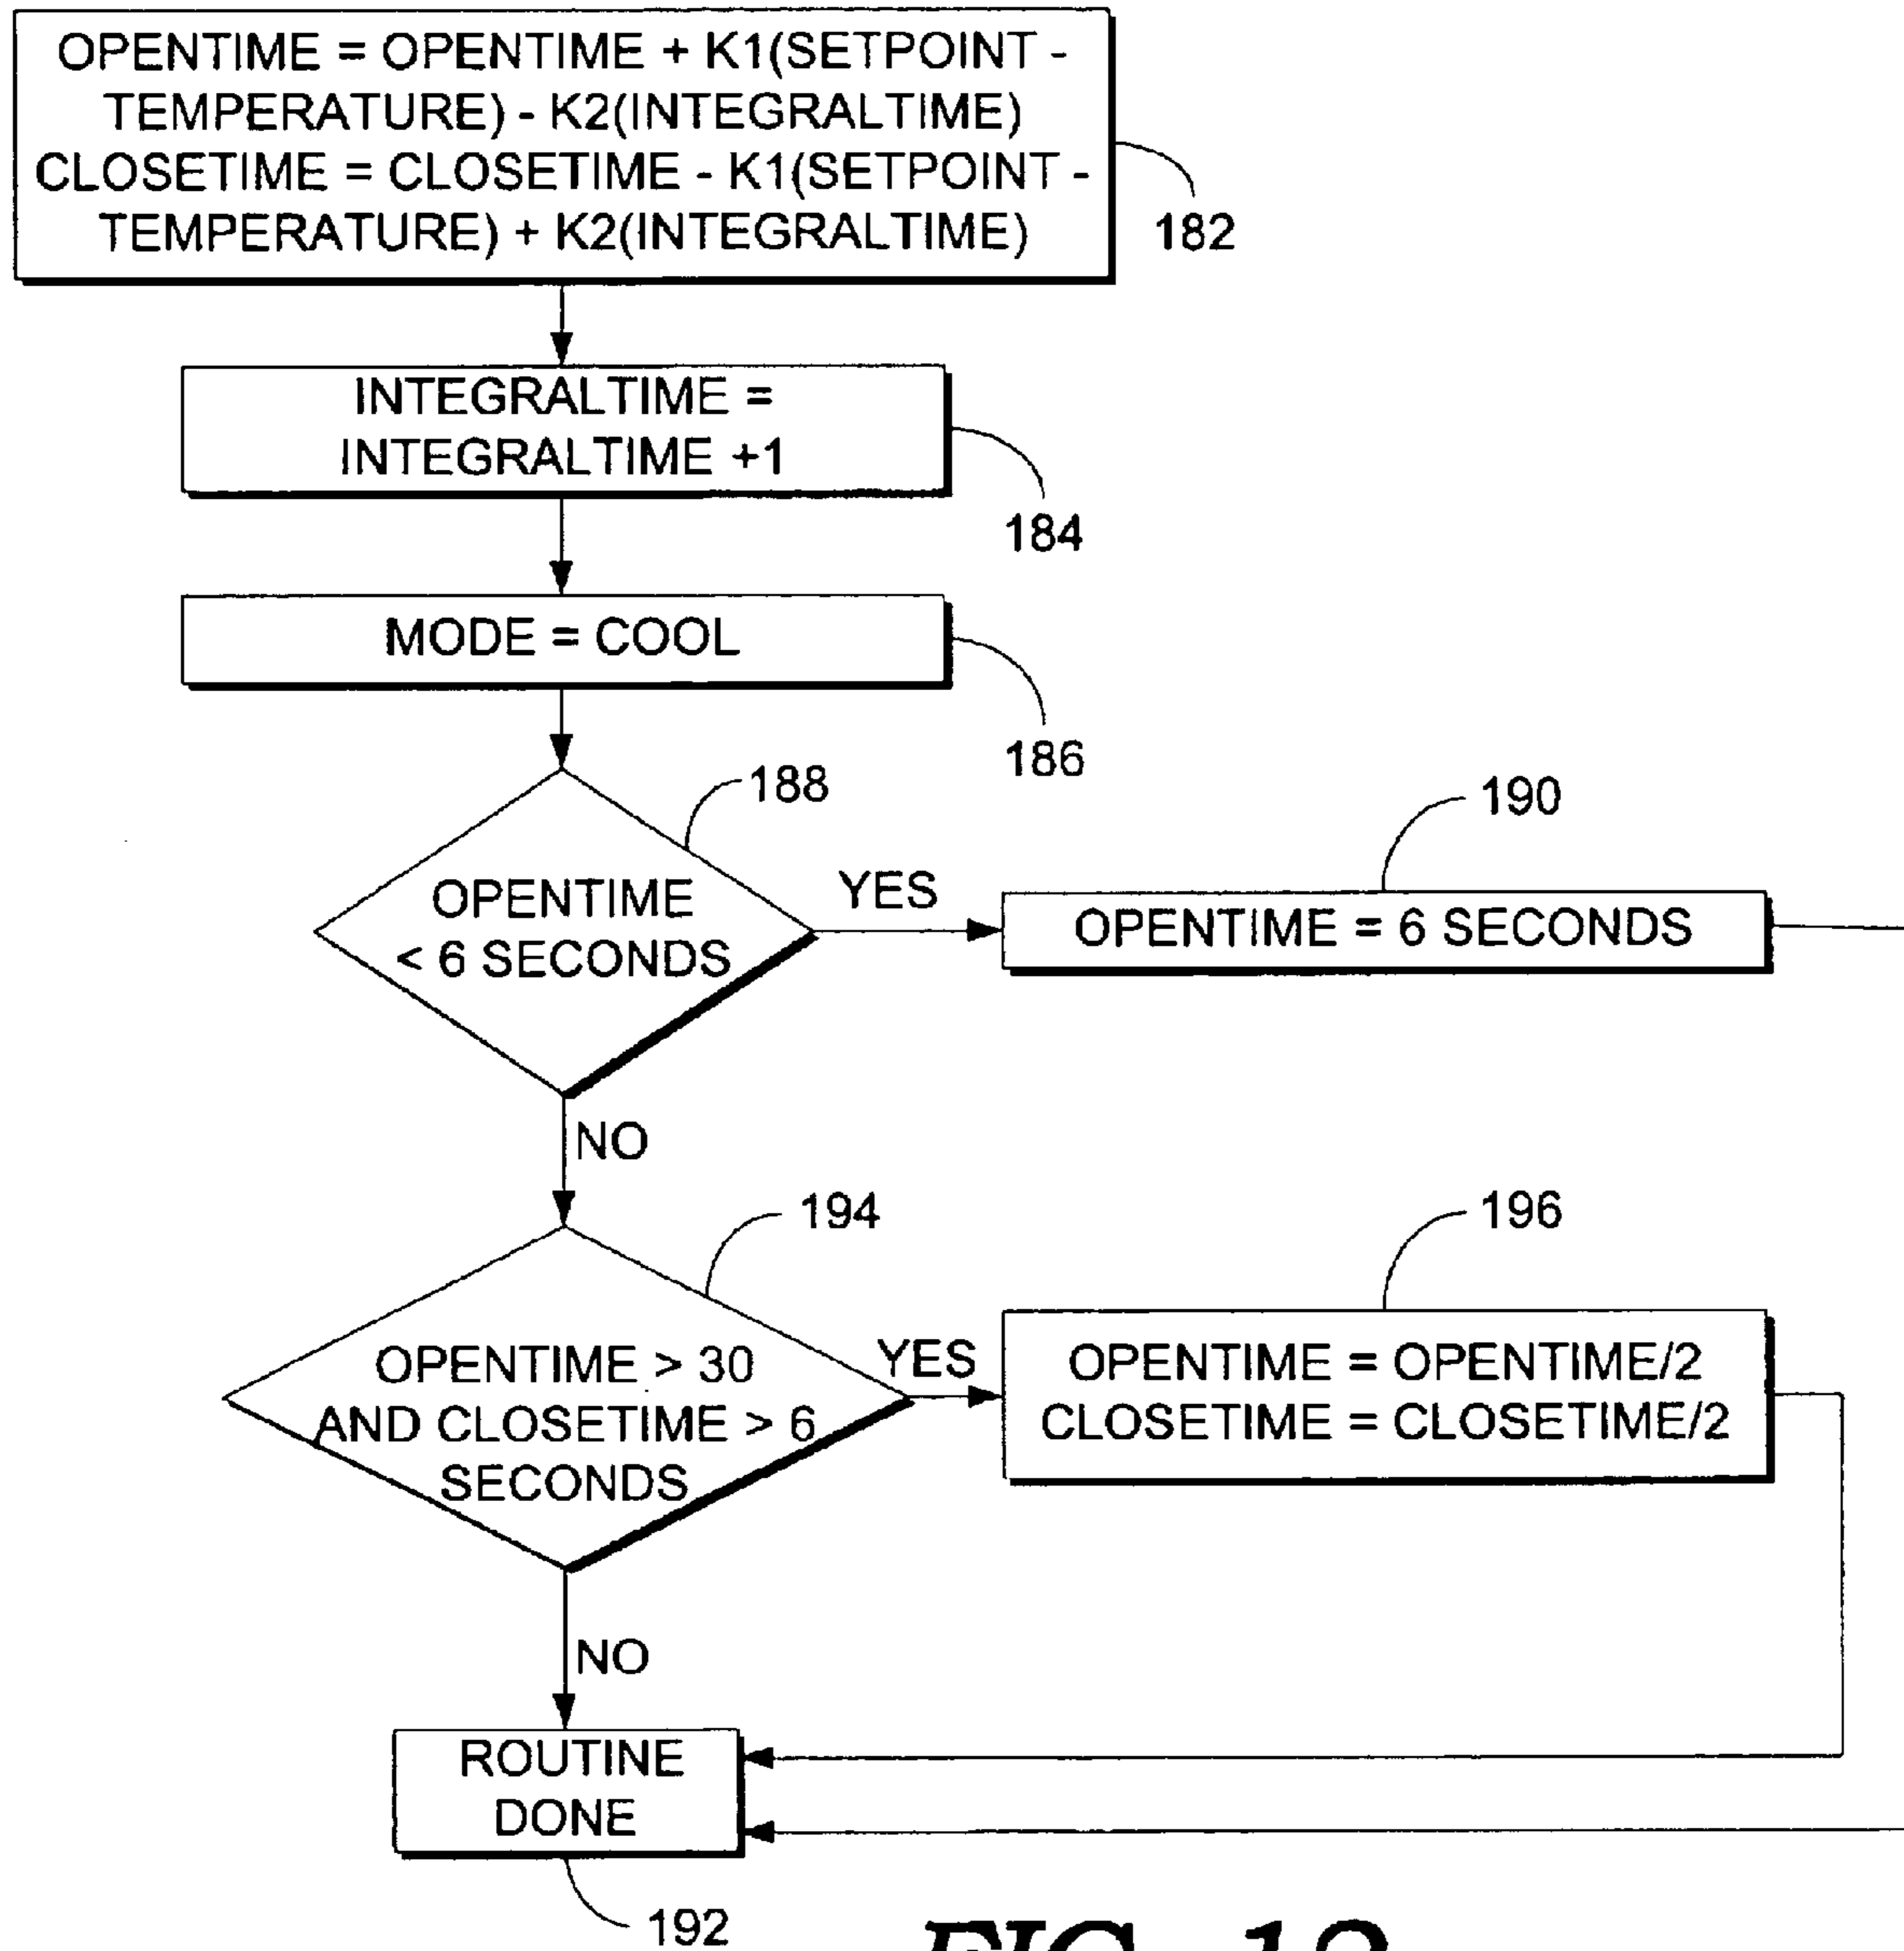 OPENTIME = OPENTIME + K1(SETPOINT -
TEMPERATURE) - K2(INTEGRALTIME)
CLOSETIME = CLOSETIME - K1(SETPOINT -
TEMPERATURE) + K2(INTEGRALTIME)
182
INTEGRALTIME =
INTEGRALTIME +1
184
MODE = COOL
186
188
OPENTIME
< 6 SECONDS
YES
190
OPENTIME = 6 SECONDS
NO
194
OPENTIME > 30
AND CLOSETIME > 6
SECONDS
YES
196
OPENTIME = OPENTIME/2
CLOSETIME = CLOSETIME/2
NO
ROUTINE
DONE
192